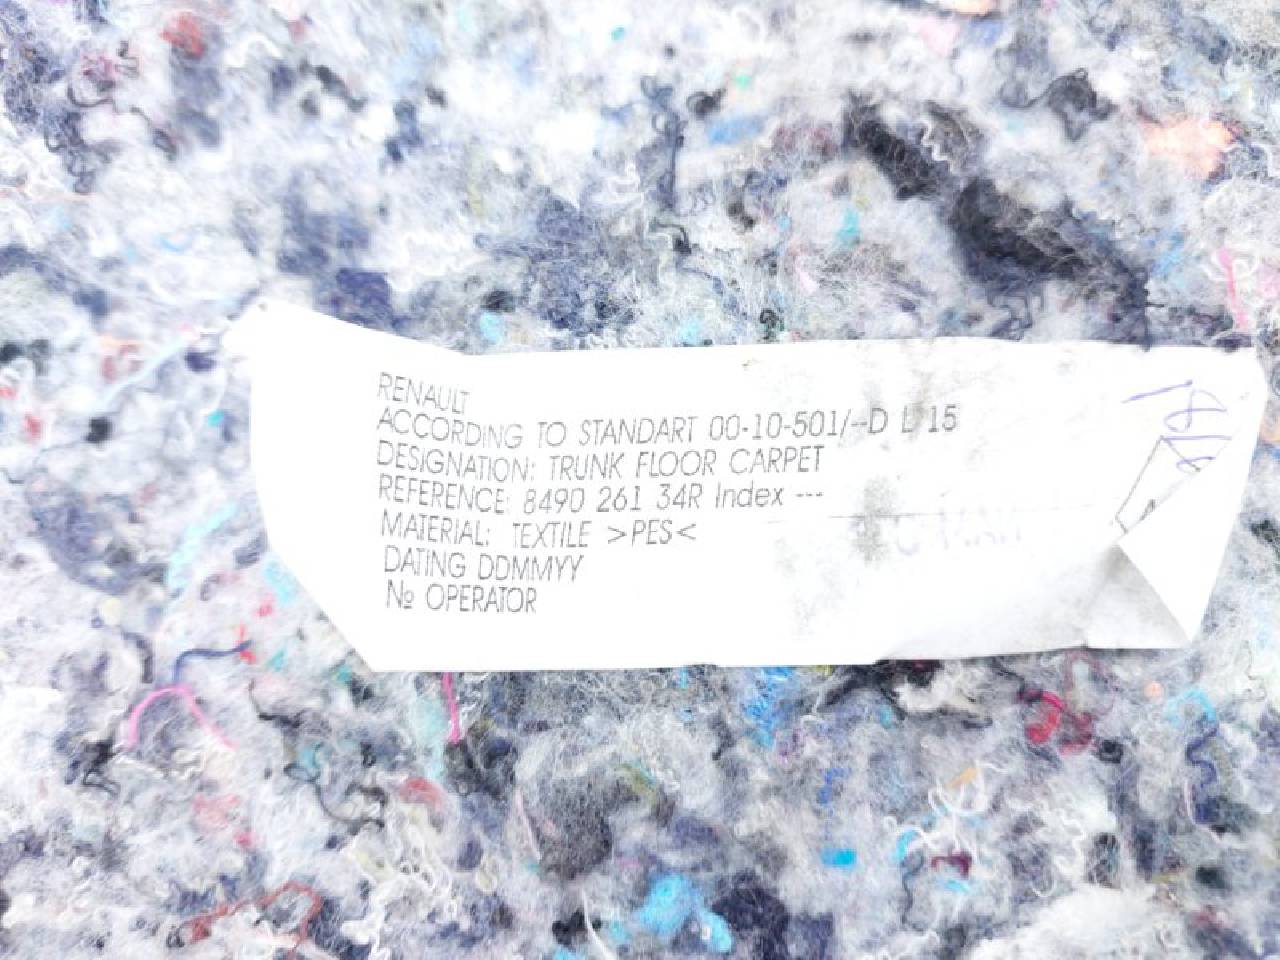 RENAULT
ACCORDING TO STANDART 00-10-501/--D L 15
DESIGNATION: TRUNK FLOOR CARPET
REFERENCE: 8490 261 34R Index ---
MATERIAL: TEXTILE >PES<
DATING DDMMYY
№ OPERATOR